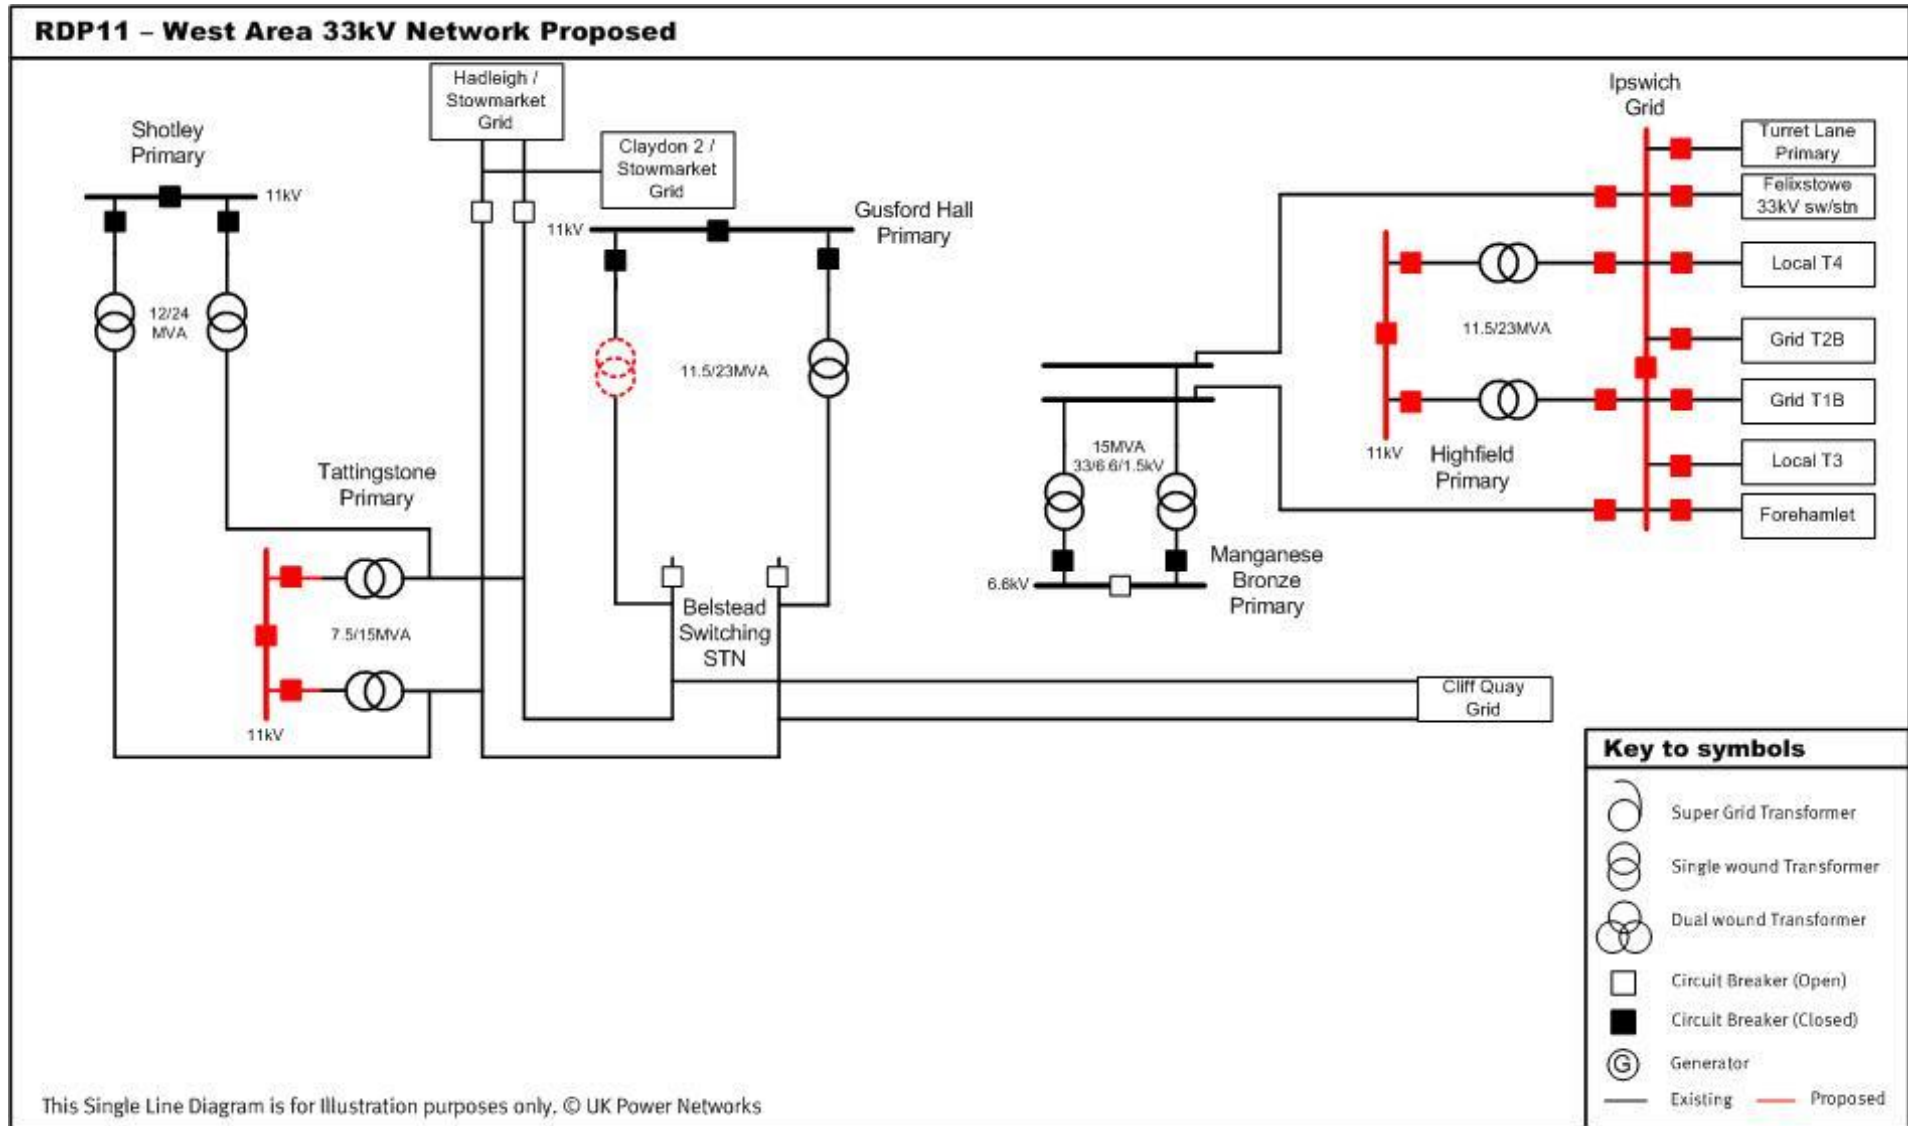 RDP11 – West Area 33kV Network Proposed
Hadleigh /
Stowmarket
Grid
Claydon 2 /
Stowmarket
Grid
Shotley
Primary
11kV
12/24
MVA
Gusford Hall
Primary
11kV
11.5/23MVA
Tattingstone
Primary
7.5/15MVA
11kV
Belstead
Switching
STN
Cliff Quay
Grid
15MVA
33/6.6/1.5kV
6.6kV
Manganese
Bronze
Primary
Ipswich
Grid
11.5/23MVA
11kV
Highfield
Primary
Turret Lane
Primary
Felixstowe
33kV sw/stn
Local T4
Grid T2B
Grid T1B
Local T3
Forehamlet
Key to symbols
Super Grid Transformer
Single wound Transformer
Dual wound Transformer
Circuit Breaker (Open)
Circuit Breaker (Closed)
G Generator
Existing Proposed
This Single Line Diagram is for Illustration purposes only. © UK Power Networks